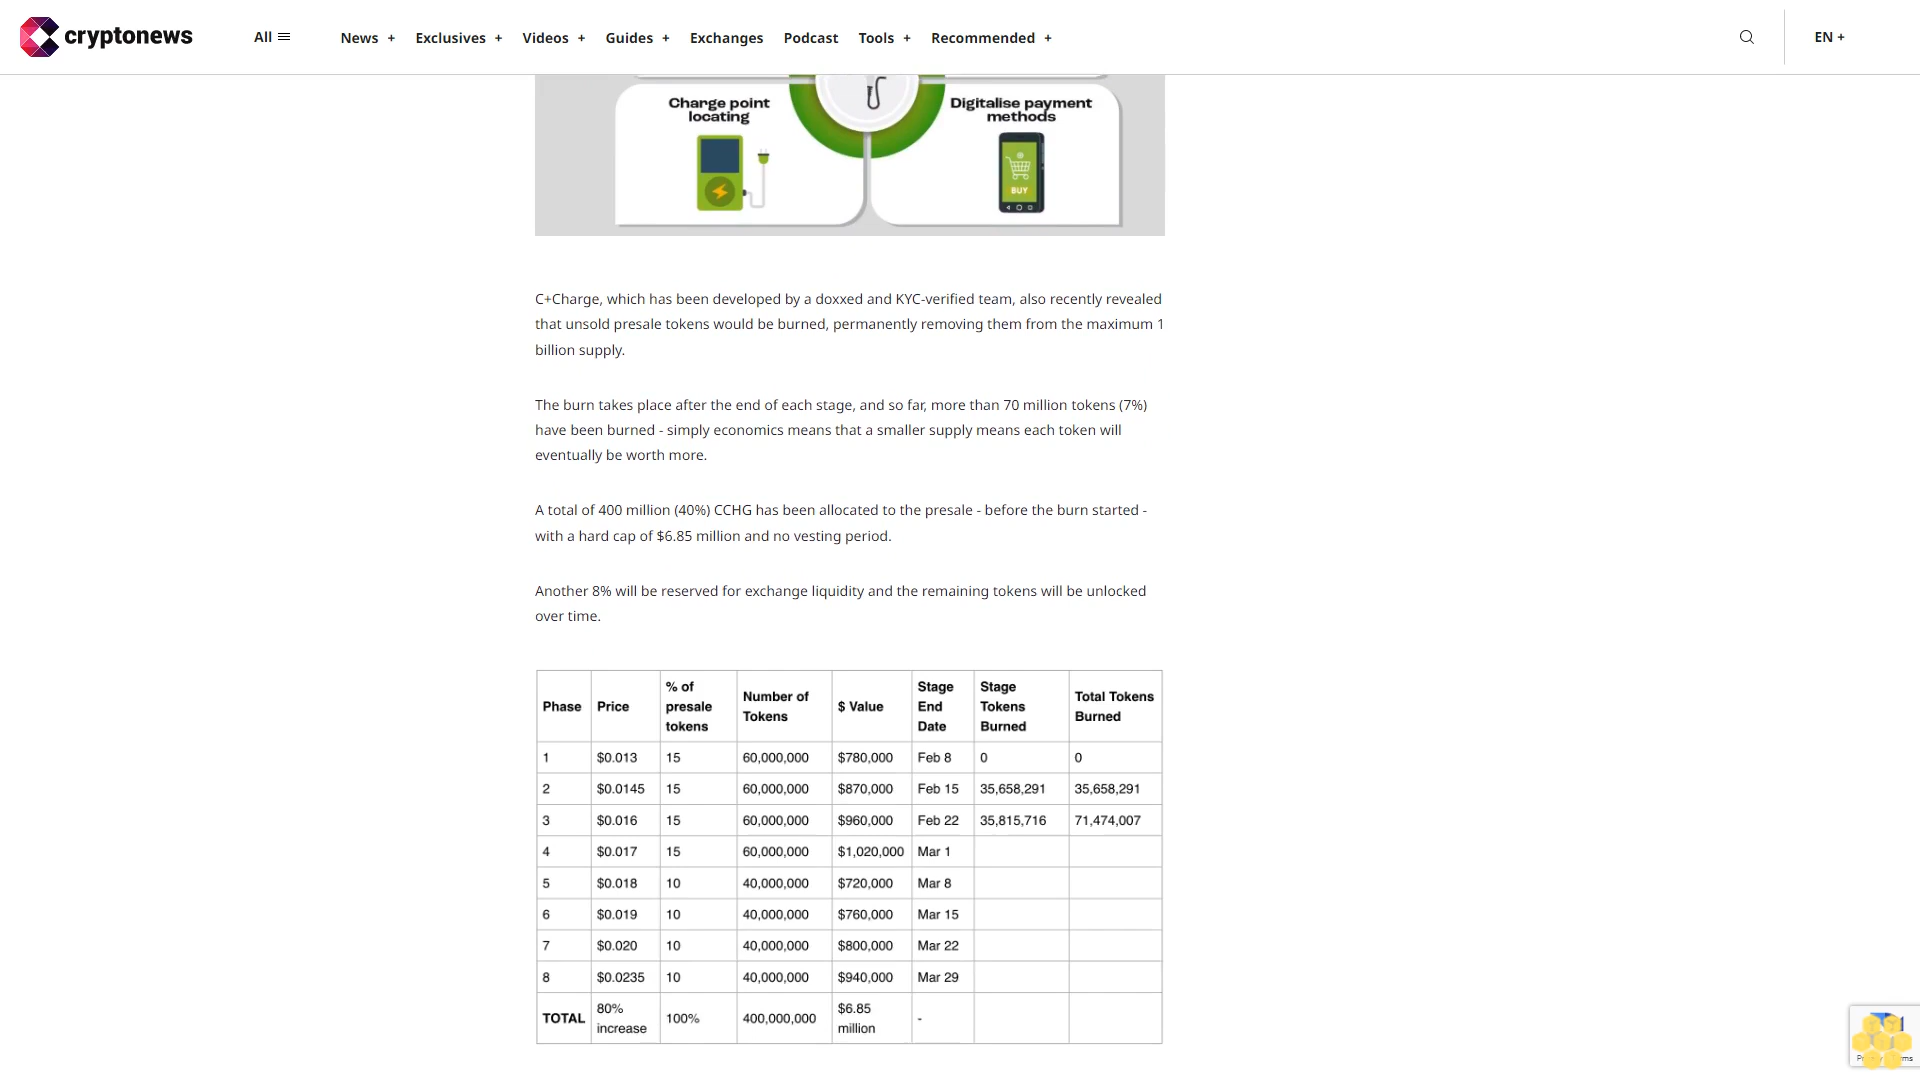 cryptonews
All
News +
Exclusives +
Videos +
Guides +
Exchanges
Podcast
Tools +
Recommended +
EN +
Charge point
locating
Digitalise payment
methods
BUY
C+Charge, which has been developed by a doxxed and KYC-verified team, also recently revealed
that unsold presale tokens would be burned, permanently removing them from the maximum 1
billion supply.
The burn takes place after the end of each stage, and so far, more than 70 million tokens (7%)
have been burned - simply economics means that a smaller supply means each token will
eventually be worth more.
A total of 400 million (40%) CCHG has been allocated to the presale - before the burn started -
with a hard cap of $6.85 million and no vesting period.
Another 8% will be reserved for exchange liquidity and the remaining tokens will be unlocked
over time.
Phase Price % of presale tokens Number of Tokens $ Value Stage End Date Stage Tokens Burned Total Tokens Burned
1 $0.013 15 60,000,000 $780,000 Feb 8 0 0
2 $0.0145 15 60,000,000 $870,000 Feb 15 35,658,291 35,658,291
3 $0.016 15 60,000,000 $960,000 Feb 22 35,815,716 71,474,007
4 $0.017 15 60,000,000 $1,020,000 Mar 1
5 $0.018 10 40,000,000 $720,000 Mar 8
6 $0.019 10 40,000,000 $760,000 Mar 15
7 $0.020 10 40,000,000 $800,000 Mar 22
8 $0.0235 10 40,000,000 $940,000 Mar 29
TOTAL 80% increase 100% 400,000,000 $6.85 million -